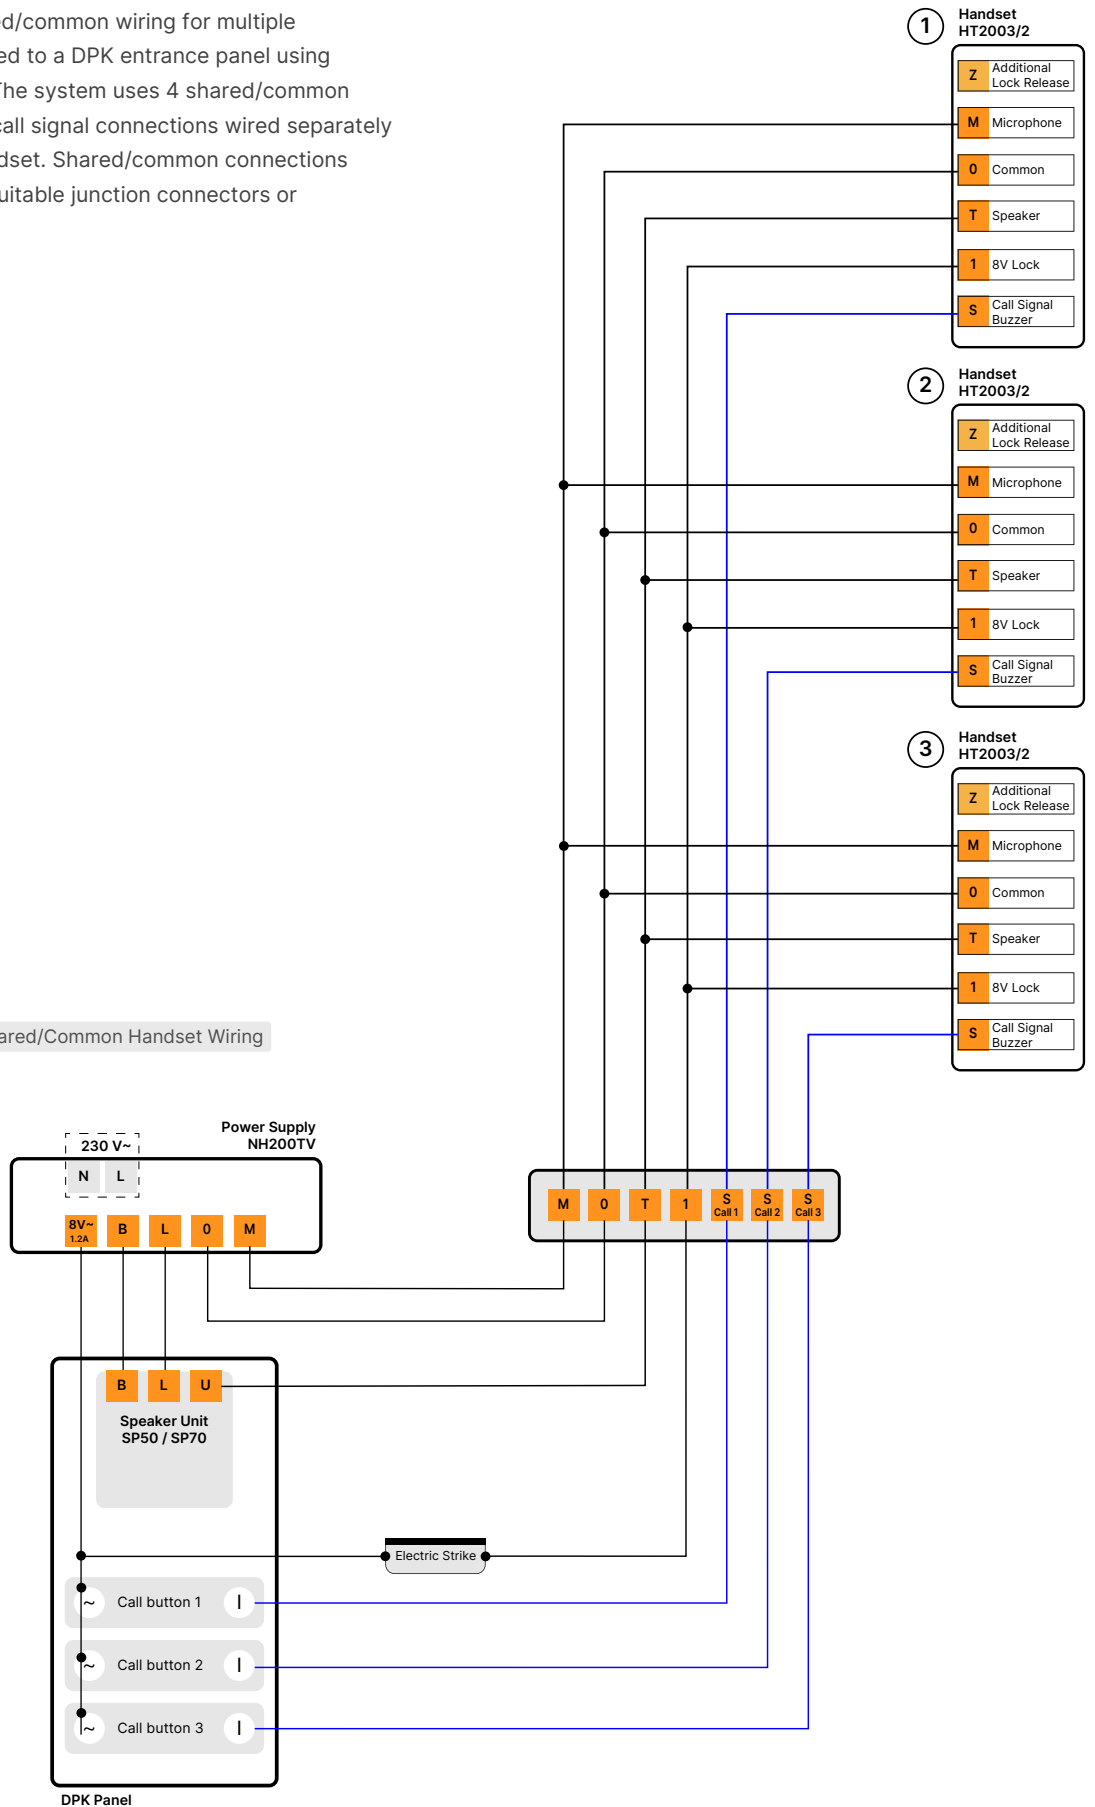 ed/common wiring for multiple
ed to a DPK entrance panel using
The system uses 4 shared/common
call signal connections wired separately
dset. Shared/common connections
uitable junction connectors or
1
Handset
HT2003/2
Z Additional
Lock Release
M Microphone
0 Common
T Speaker
1 8V Lock
S Call Signal
Buzzer
2
Handset
HT2003/2
Z Additional
Lock Release
M Microphone
0 Common
T Speaker
1 8V Lock
S Call Signal
Buzzer
3
Handset
HT2003/2
Z Additional
Lock Release
M Microphone
0 Common
T Speaker
1 8V Lock
S Call Signal
Buzzer
ared/Common Handset Wiring
Power Supply
NH200TV
230 V~
N L
8V~ B L 0 M
1.2A
M 0 T 1 S S S
Call 1 Call 2 Call 3
B L U
Speaker Unit
SP50 / SP70
Electric Strike
~ Call button 1 I
~ Call button 2 I
~ Call button 3 I
DPK Panel